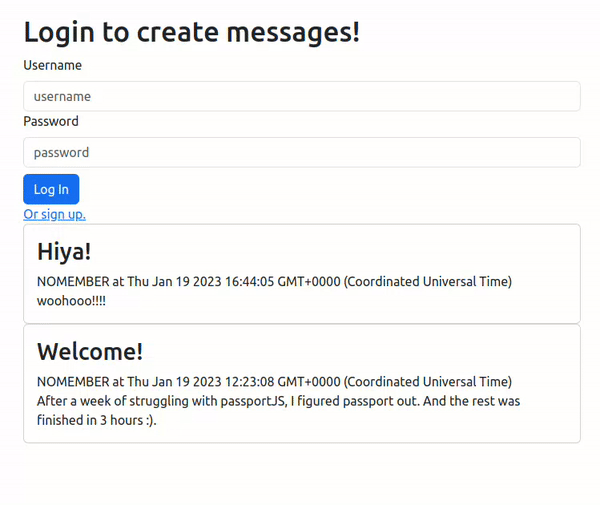 Login to create messages!
Username
username
Password
password
Log In
Or sign up.
Hiya!
NOMEMBER at Thu Jan 19 2023 16:44:05 GMT+0000 (Coordinated Universal Time)
woohooo!!!!
Welcome!
NOMEMBER at Thu Jan 19 2023 12:23:08 GMT+0000 (Coordinated Universal Time)
After a week of struggling with passportJS, I figured passport out. And the rest was
finished in 3 hours :).